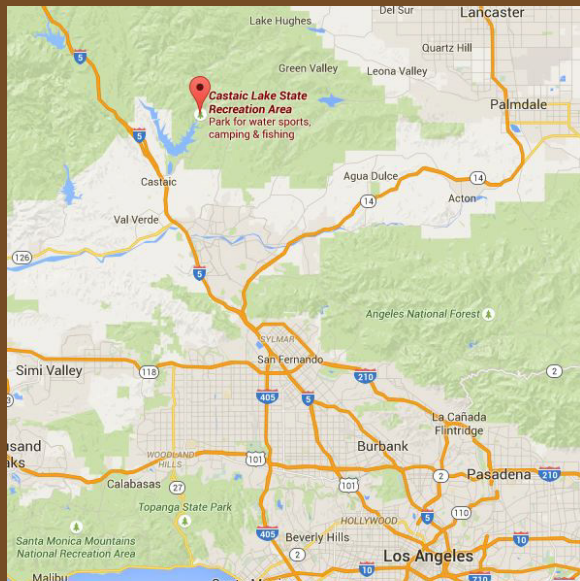 Del Sur
Lancaster
Lake Hughes
5
Quartz Hill
Green Valley
Leona Valley
Castaic Lake State
Recreation Area
Park for water sports,
camping & fishing
Palmdale
5
Castaic
Agua Dulce
14
Acton
14
Val Verde
126
5
Angeles National Forest
SYLMAR
San Fernando
Simi Valley
118
210
2
405
5
La Cañada
Flintridge
usand
aks
WOODLAND
HILLS
101
Burbank
Calabasas
27
101
2
Pasadena
210
Topanga State Park
110
HOLLYWOOD
5
Santa Monica Mountains
National Recreation Area
405
Beverly Hills
2
10
Los Angeles
10
710
Malibu